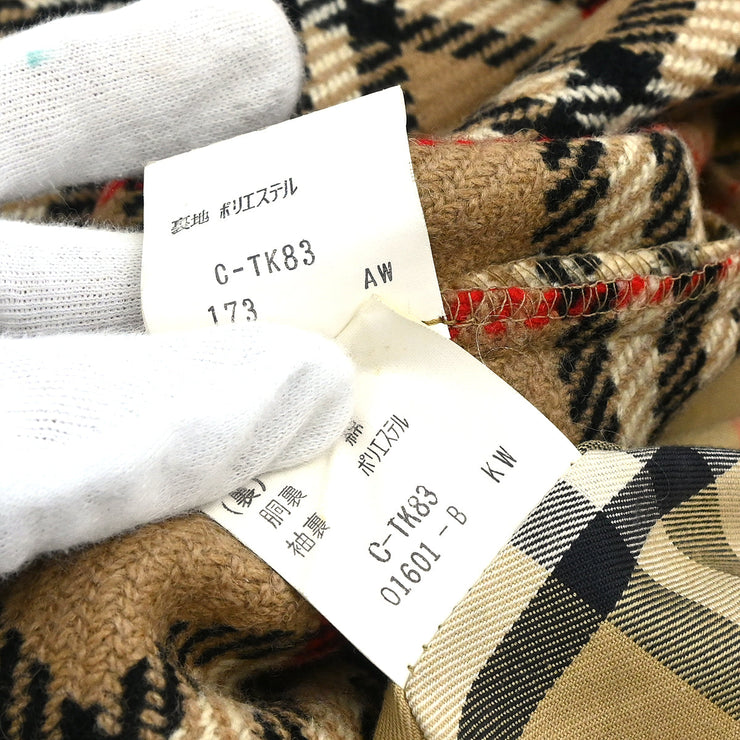 裏地 ポリエステル
C-TK83
173 AW
綿
ポリエステル
(裏)
胴裏
袖裏
C-TK83 KW
01601-B